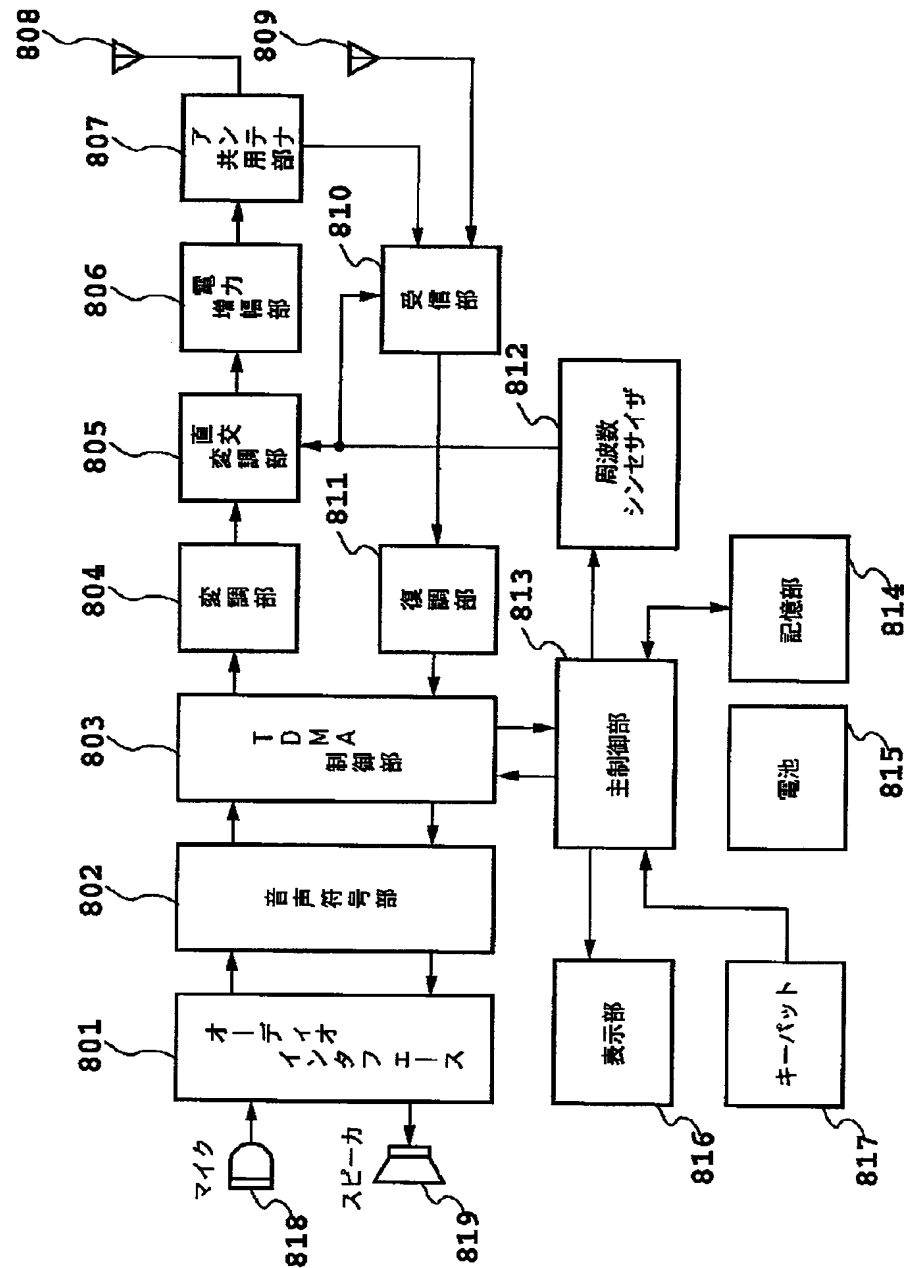 808
809
807
アンテナ
共用部
806
電力
増幅部
810
受信部
805
直交
変調部
812
周波数
シンセサイザ
811
復調部
804
変調部
813
主制御部
814
記憶部
803
TDMA
制御部
815
電池
802
音声符号部
801
オーディオ
インタフェース
816
表示部
817
キーパット
マイク
818
スピーカ
819